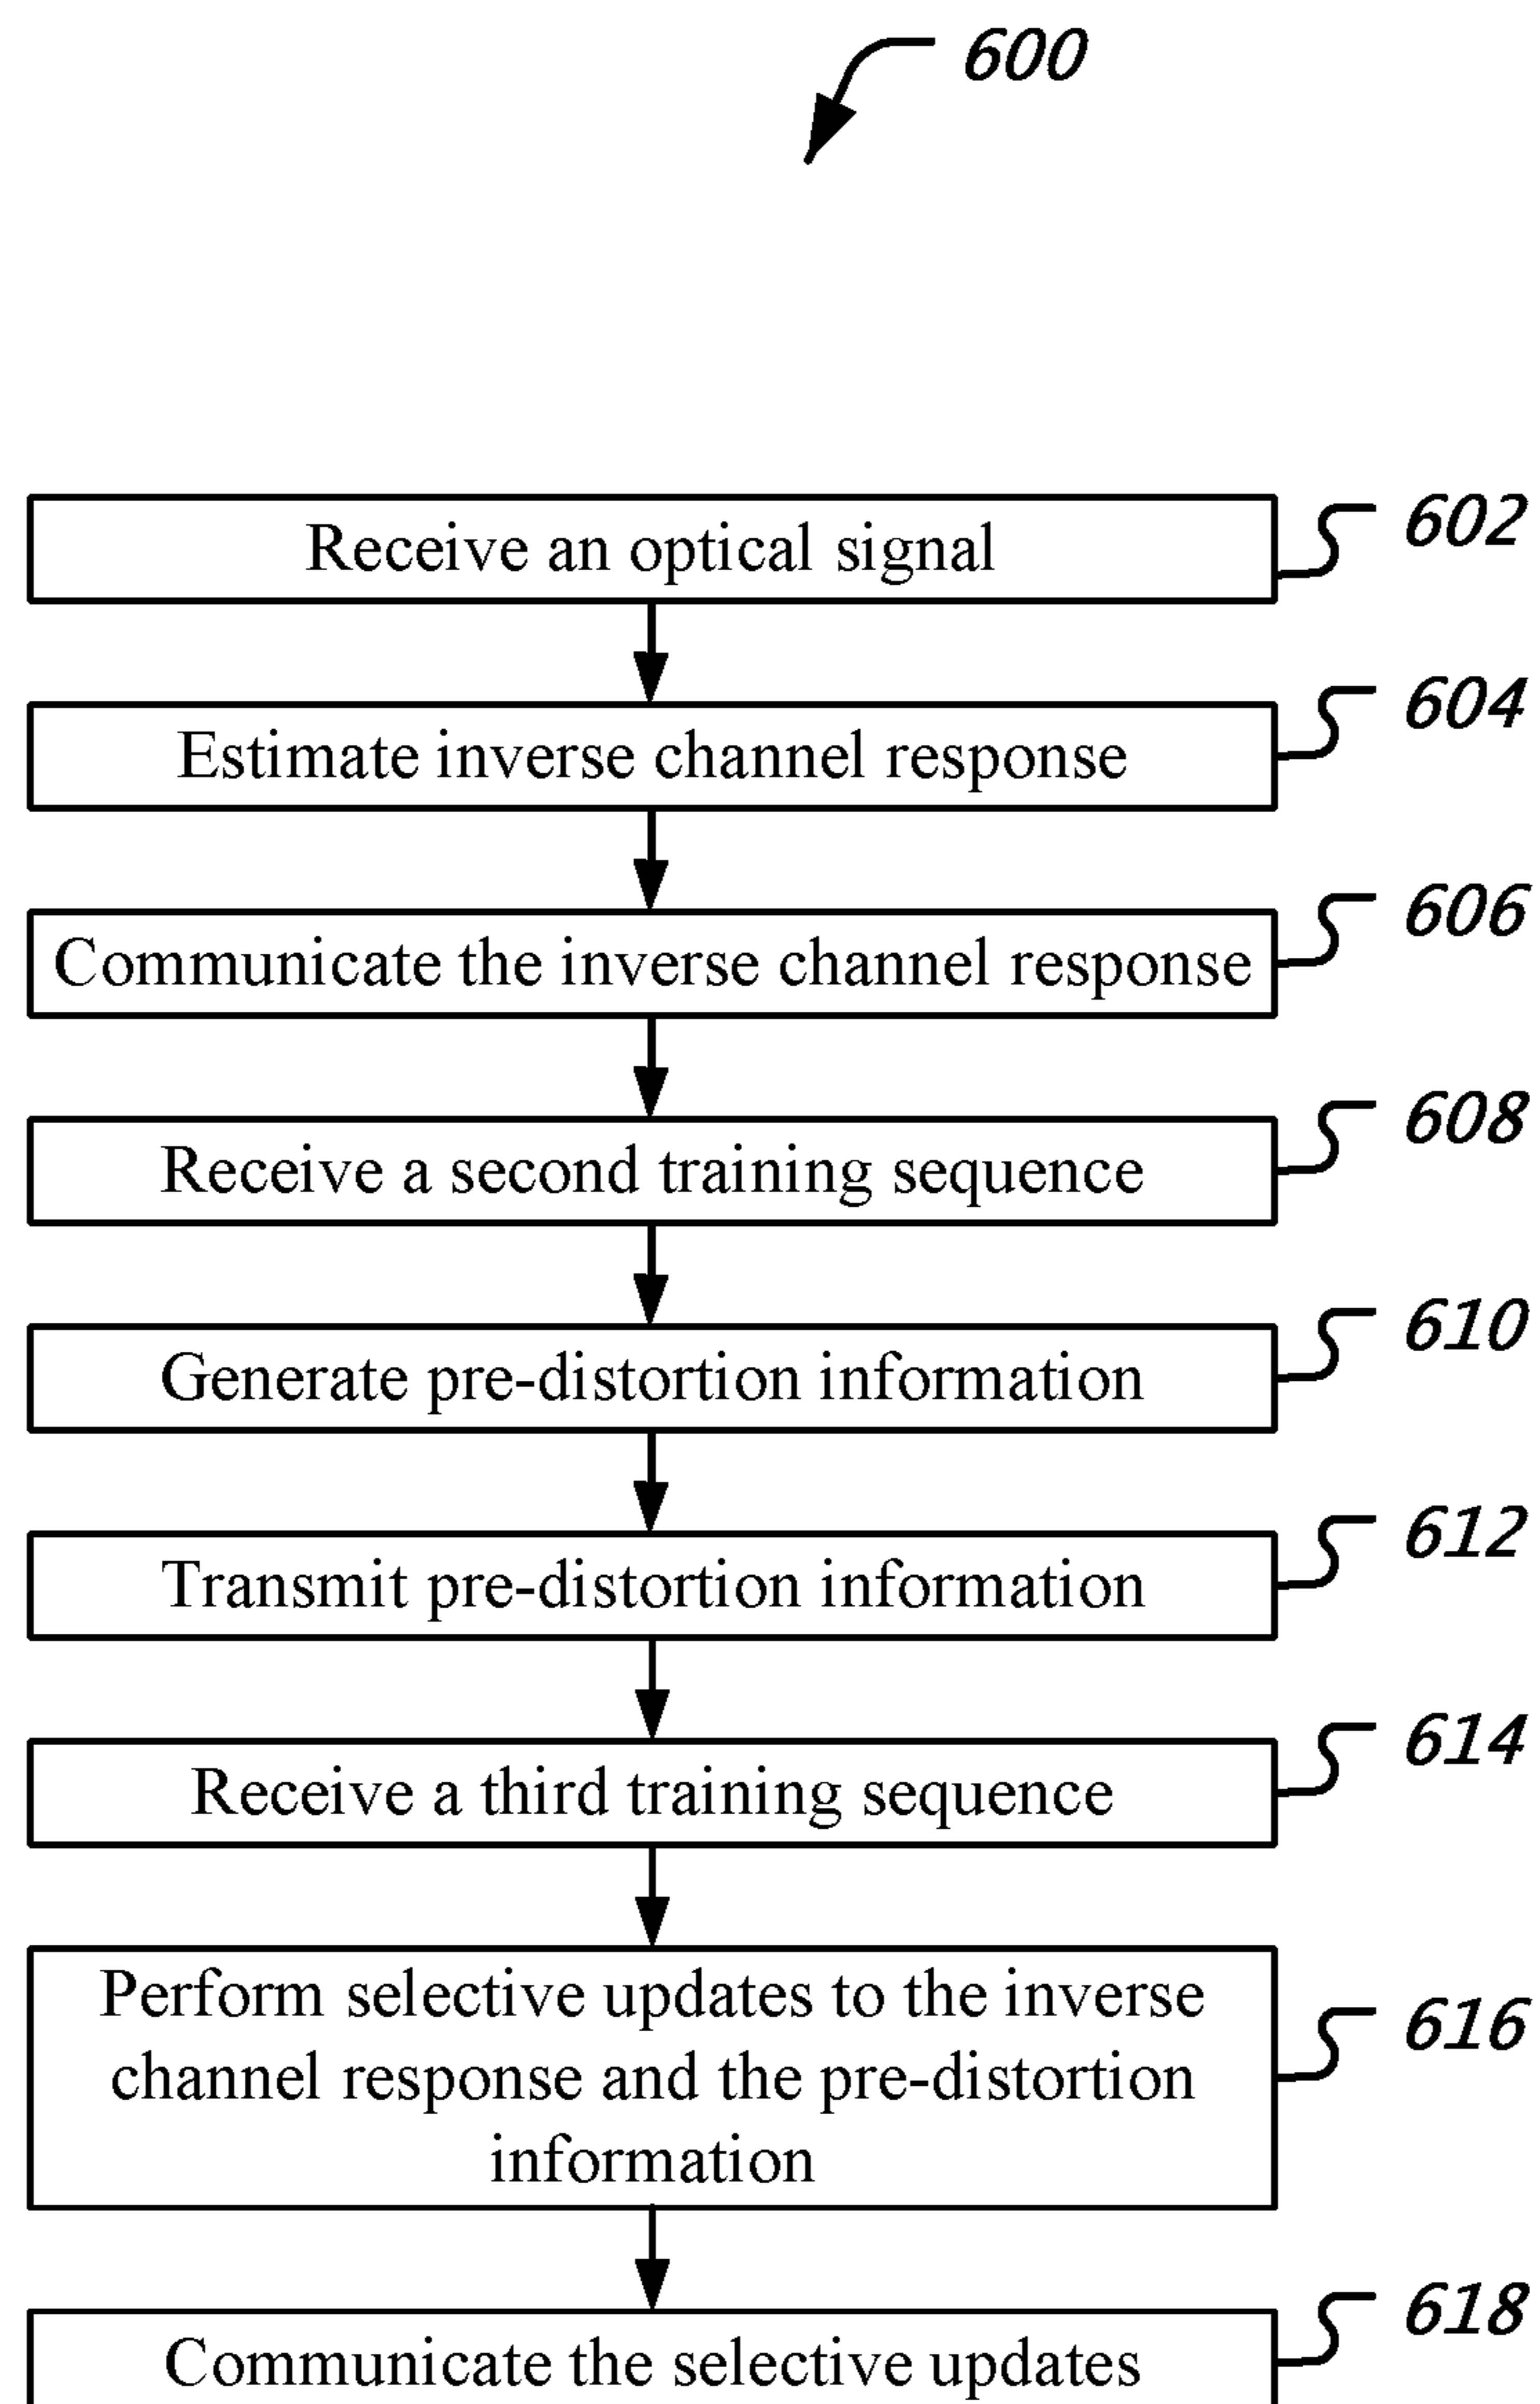 600
Receive an optical signal
602
Estimate inverse channel response
604
Communicate the inverse channel response
606
Receive a second training sequence
608
Generate pre-distortion information
610
Transmit pre-distortion information
612
Receive a third training sequence
614
Perform selective updates to the inverse
channel response and the pre-distortion
information
616
Communicate the selective updates
618